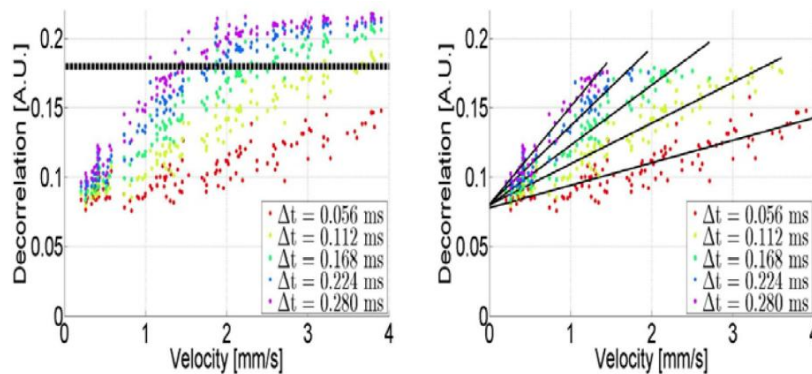 0.2
0.15
0.1
0.05
0
Decorrelation [A.U.]
Δt = 0.056 ms
Δt = 0.112 ms
Δt = 0.168 ms
Δt = 0.224 ms
Δt = 0.280 ms
0 1 2 3 4
Velocity [mm/s]
0.2
0.15
0.1
0.05
0
Decorrelation [A.U.]
Δt = 0.056 ms
Δt = 0.112 ms
Δt = 0.168 ms
Δt = 0.224 ms
Δt = 0.280 ms
0 1 2 3 4
Velocity [mm/s]